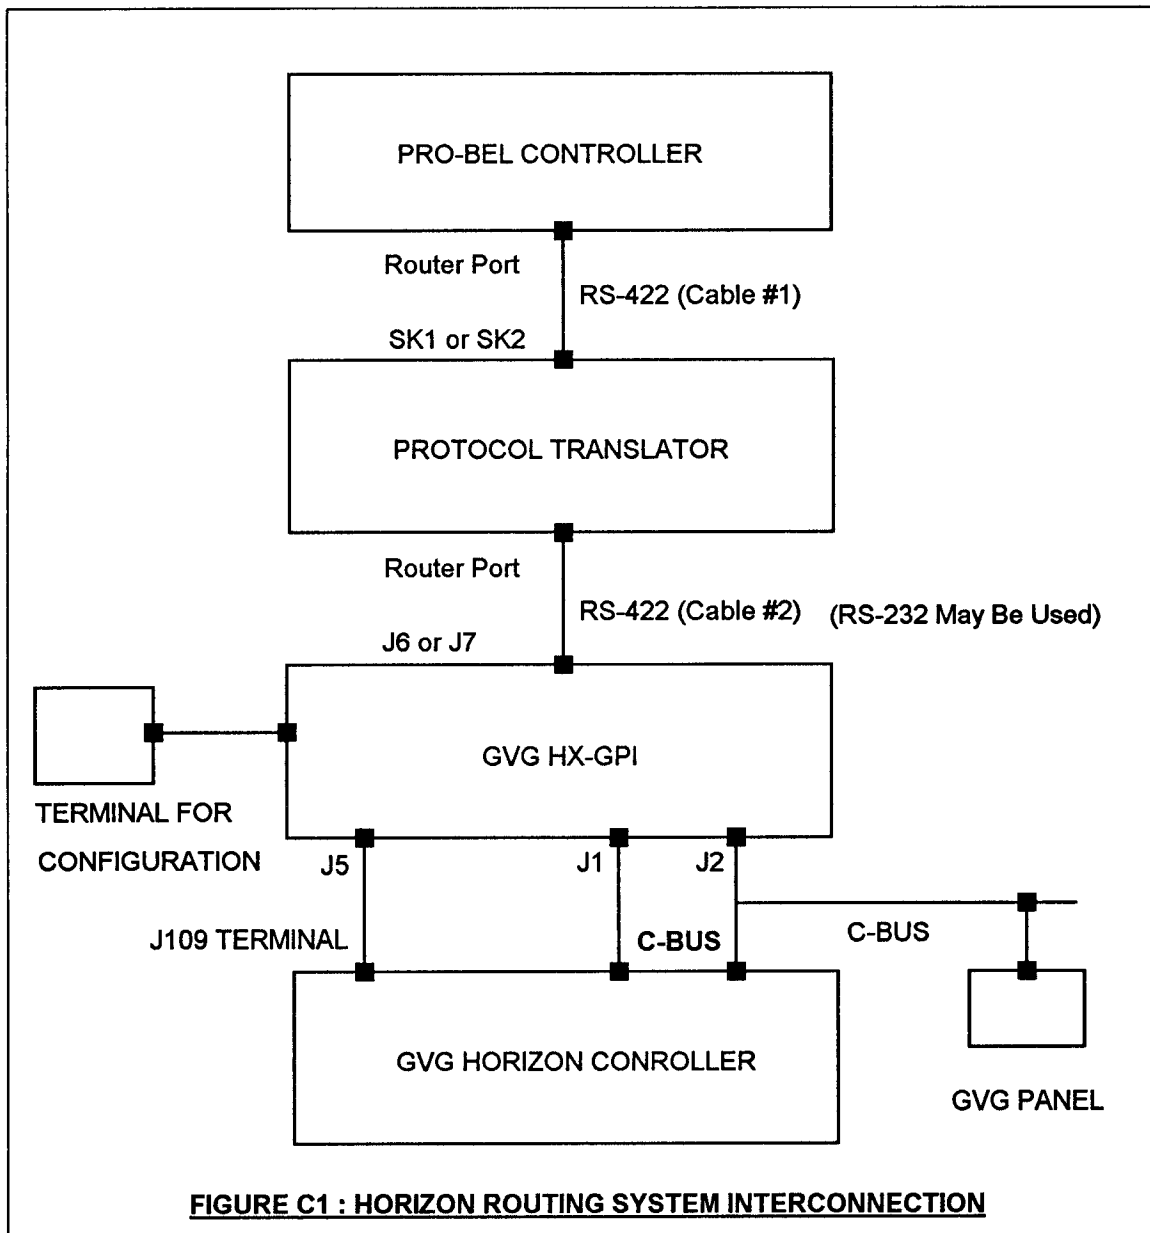 PRO-BEL CONTROLLER
Router Port
RS-422 (Cable #1)
SK1 or SK2
PROTOCOL TRANSLATOR
Router Port
RS-422 (Cable #2) (RS-232 May Be Used)
J6 or J7
GVG HX-GPI
TERMINAL FOR
CONFIGURATION
J5
J1
J2
J109 TERMINAL
C-BUS
C-BUS
GVG HORIZON CONROLLER
GVG PANEL
FIGURE C1 : HORIZON ROUTING SYSTEM INTERCONNECTION